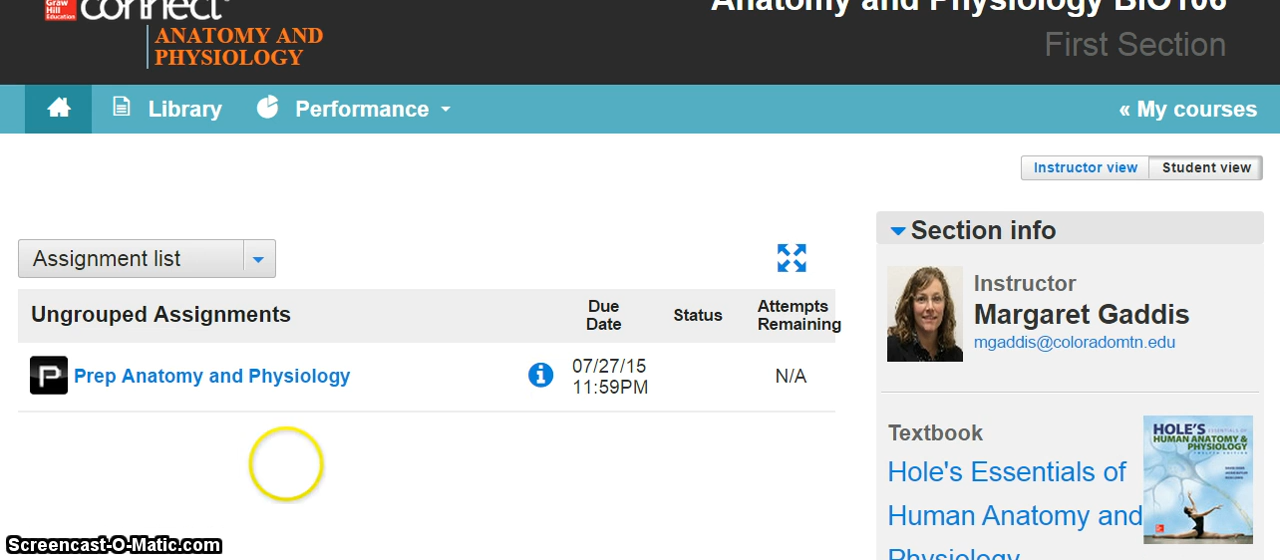 Graw
Hill
Education
connect
ANATOMY AND
PHYSIOLOGY
Anatomy and Physiology BIO106
First Section
Library
Performance
« My courses
Instructor view
Student view
Assignment list
Ungrouped Assignments
Due
Date
Status
Attempts
Remaining
P
Prep Anatomy and Physiology
i
07/27/15
11:59PM
N/A
Section info
Instructor
Margaret Gaddis
mgaddis@coloradomtn.edu
Textbook
Hole's Essentials of
Human Anatomy and
Physiology
HOLE'S ESSENTIALS OF
HUMAN ANATOMY &
PHYSIOLOGY
Screencast-O-Matic.com